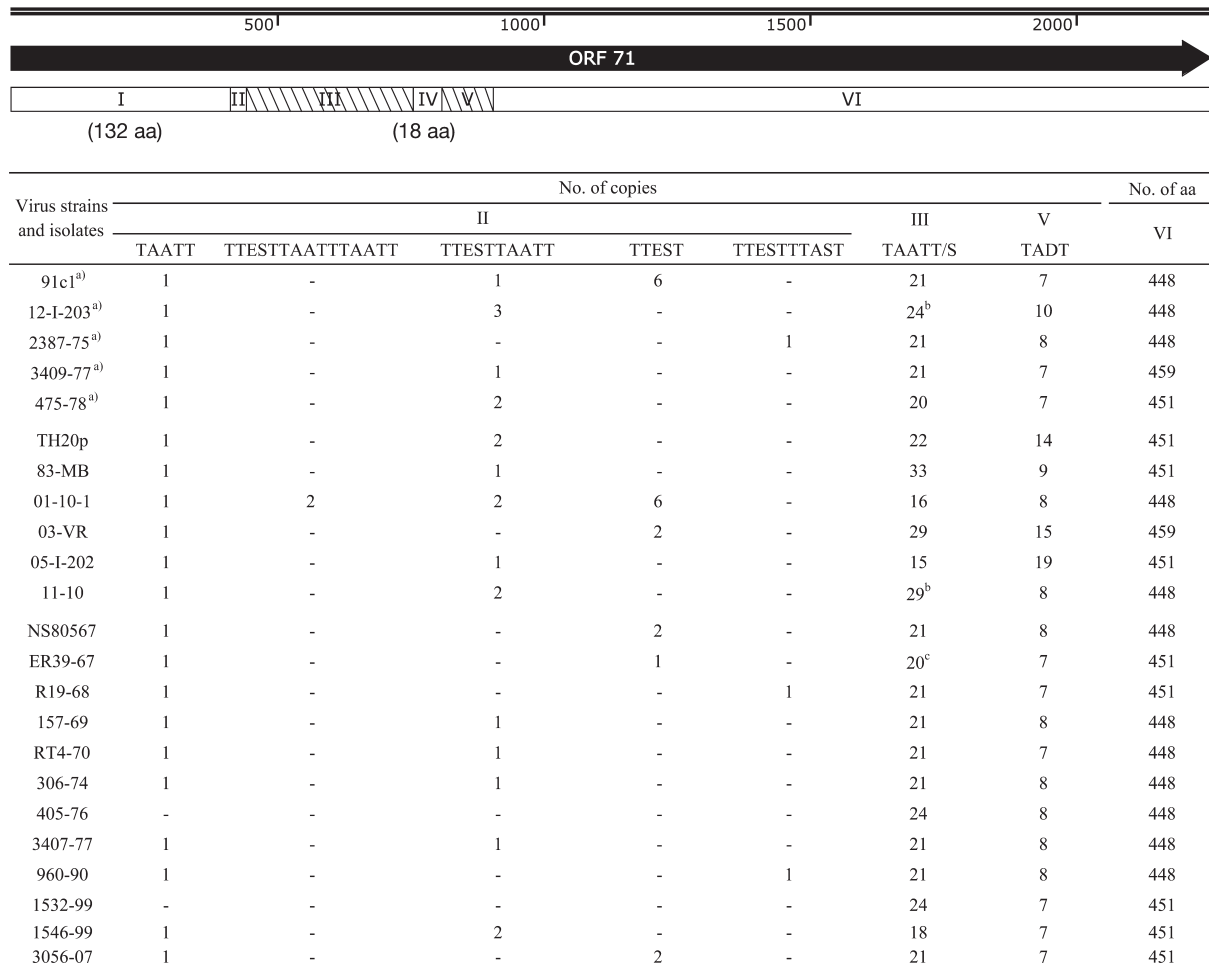 500 1000 1500 2000
ORF 71
I II III IV V VI
(132 aa) (18 aa)
Virus strains and isolates No. of copies No. of aa
II III V VI
TAATT TTESTTAATTTAATT TTESTTAATT TTEST TTESTTTAST TAATT/S TADT
91c1a) 1 - 1 6 - 21 7 448
12-I-203a) 1 - 3 - - 24b 10 448
2387-75a) 1 - - - 1 21 8 448
3409-77a) 1 - 1 - - 21 7 459
475-78a) 1 - 2 - - 20 7 451
TH20p 1 - 2 - - 22 14 451
83-MB 1 - 1 - - 33 9 451
01-10-1 1 2 2 6 - 16 8 448
03-VR 1 - - 2 - 29 15 459
05-I-202 1 - 1 - - 15 19 451
11-10 1 - 2 - - 29b 8 448
NS80567 1 - - 2 - 21 8 448
ER39-67 1 - - 1 - 20c 7 451
R19-68 1 - - - 1 21 7 451
157-69 1 - 1 - - 21 8 448
RT4-70 1 - 1 - - 21 7 448
306-74 1 - 1 - - 21 8 448
405-76 - - - - - 24 8 448
3407-77 1 - 1 - - 21 8 448
960-90 1 - - - 1 21 8 448
1532-99 - - - - - 24 7 451
1546-99 1 - 2 - - 18 7 451
3056-07 1 - - 2 - 21 7 451